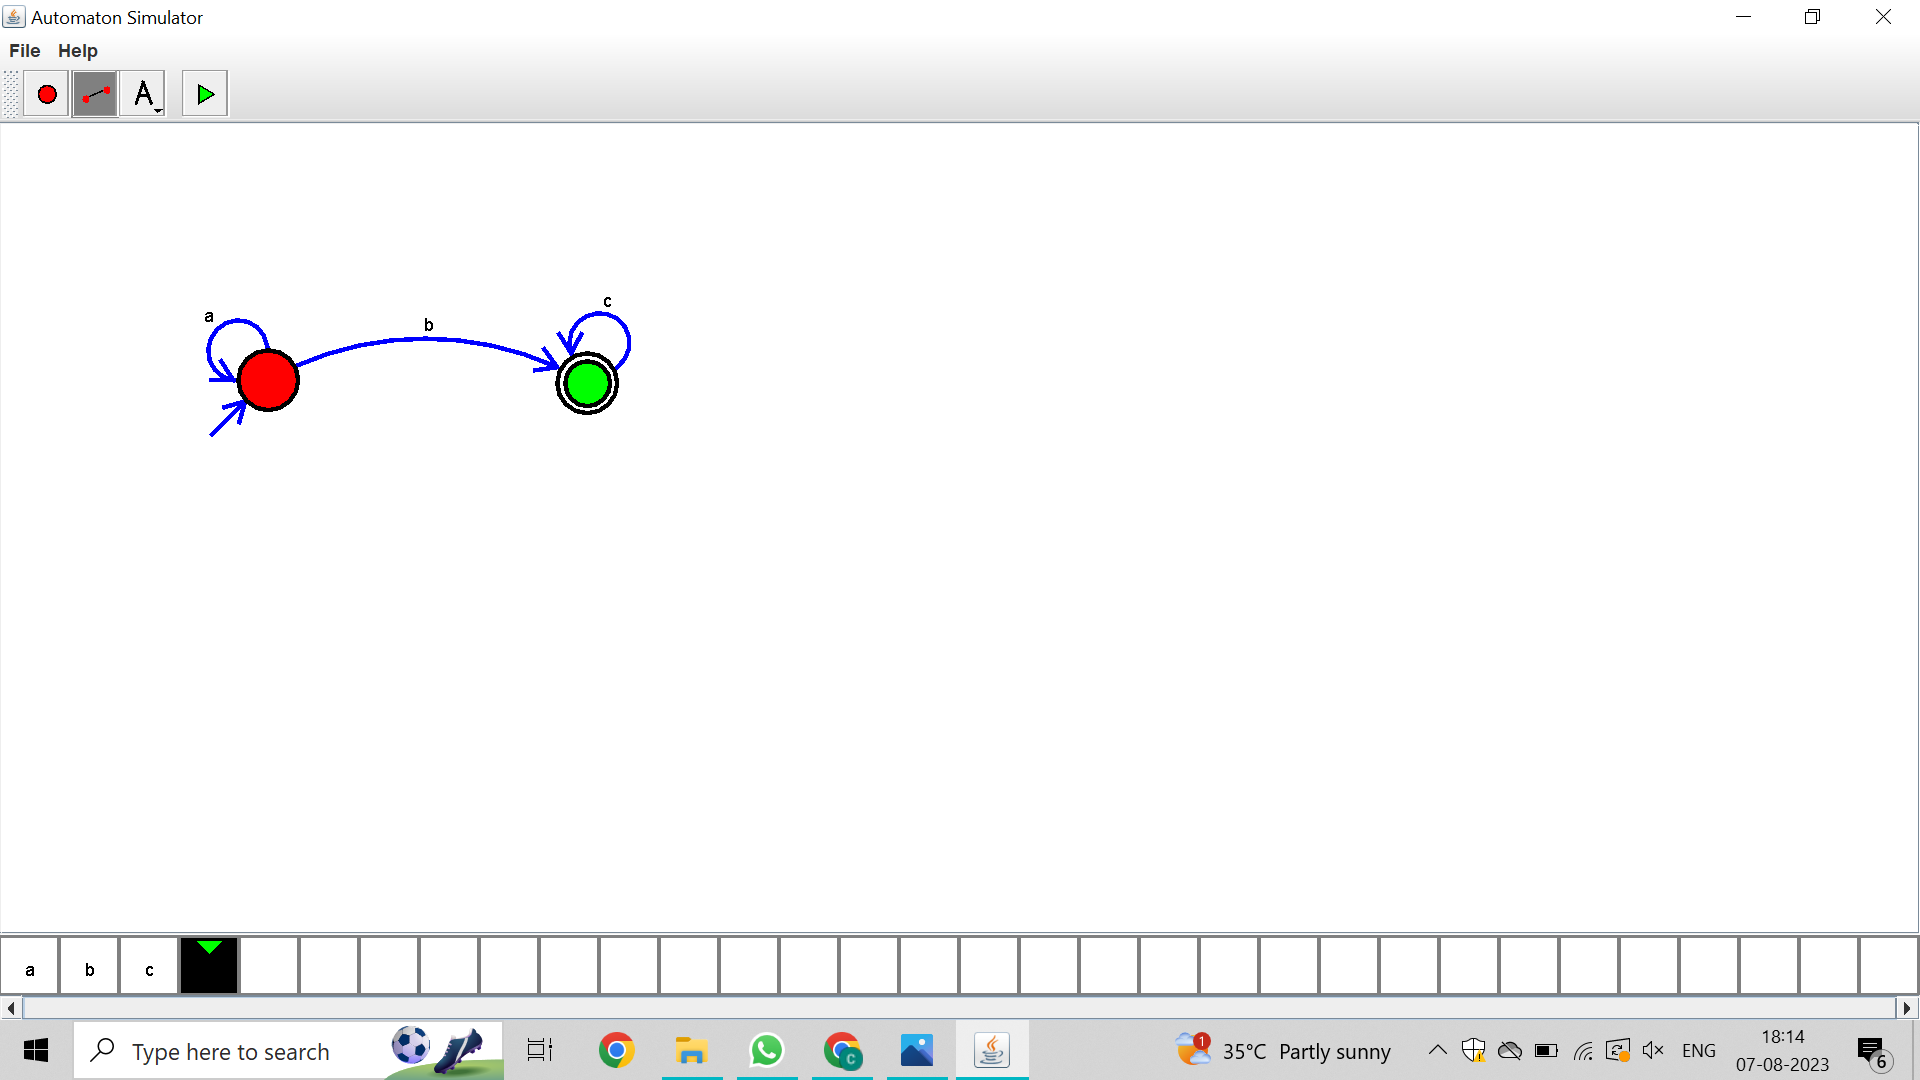 Automaton Simulator
File Help
A
a
b
c
a b c
Type here to search
C
1
35°C Partly sunny
ENG
18:14
07-08-2023
6